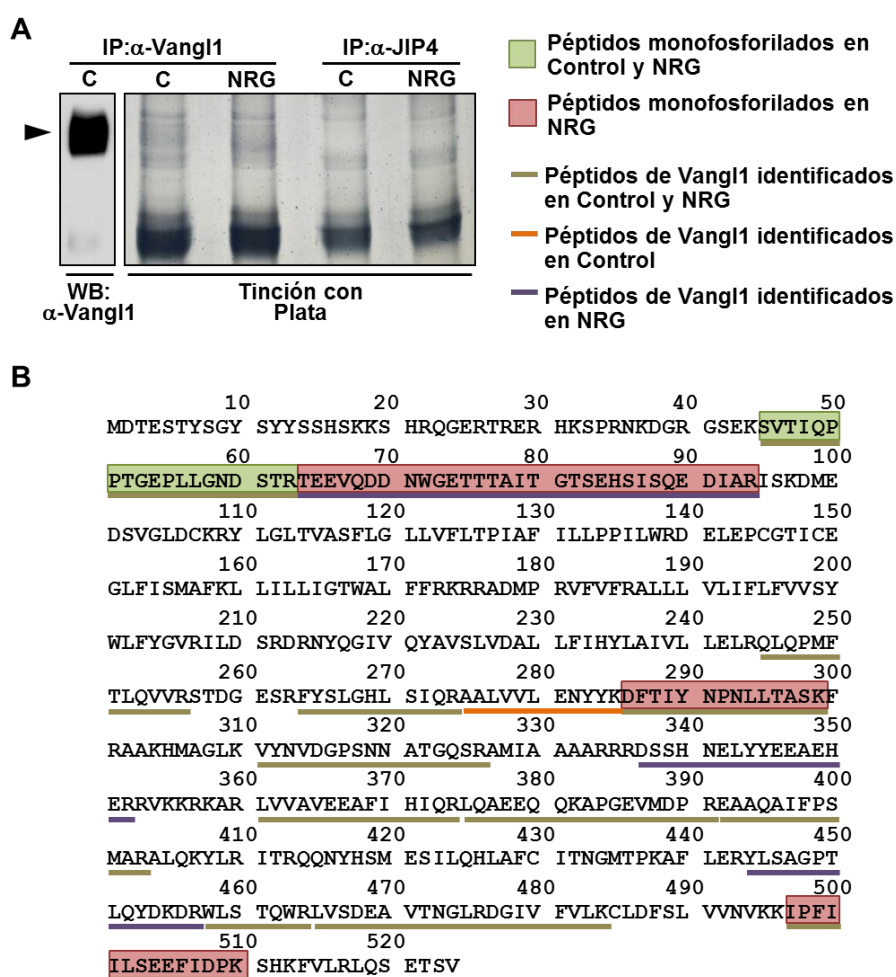 A
IP:α-Vangl1 IP:α-JIP4
C C NRG C NRG
WB:
α-Vangl1
Tinción con
Plata
Péptidos monofosforilados en
Control y NRG
Péptidos monofosforilados en
NRG
Péptidos de Vangl1 identificados
en Control y NRG
Péptidos de Vangl1 identificados
en Control
Péptidos de Vangl1 identificados
en NRG
B
10 20 30 40 50
MDTESTYSGY SYYSSHSKKS HRQGERTRER HKSPRNKDGR GSEKSVTIQP
60 70 80 90 100
PTGEPLLGND STRTEEVQDD NWGETTTAIT GTSEHSISQE DIARISKDME
110 120 130 140 150
DSVGLDCKRY LGLTVASFLG LLVFLTPIAF ILLPPILWRD ELEPCGTICE
160 170 180 190 200
GLFISMAFKL LILLIGTWAL FFRKRRADMP RVFVFRALLL VLIFLFVVSY
210 220 230 240 250
WLFYGVRILD SRDRNYQGIV QYAVSLVDAL LFIHYLAIVL LELRQLQPMF
260 270 280 290 300
TLQVVRSTDG ESRFYSLGHL SIQRAALVVL ENYYKDFTIY NPNLLTASKF
310 320 330 340 350
RAAKHMAGLK VYNVDGPSNN ATGQSRAMIA AAARRRDSSH NELYYEEAEH
360 370 380 390 400
ERRVKKRKAR LVVAVEEAFI HIQRLQAEEQ QKAPGEVMDP REAAQAIFPS
410 420 430 440 450
MARALQKYLR ITRQQNYHSM ESILQHLAFC ITNGMTPKAF LERYLSAGPT
460 470 480 490 500
LQYDKDRWLS TQWRLVSDEA VTNGLRDGIV FVLKCLDFSL VVNVKKIPFI
510 520
ILSEEFIDPK SHKFVLRLQS ETSV